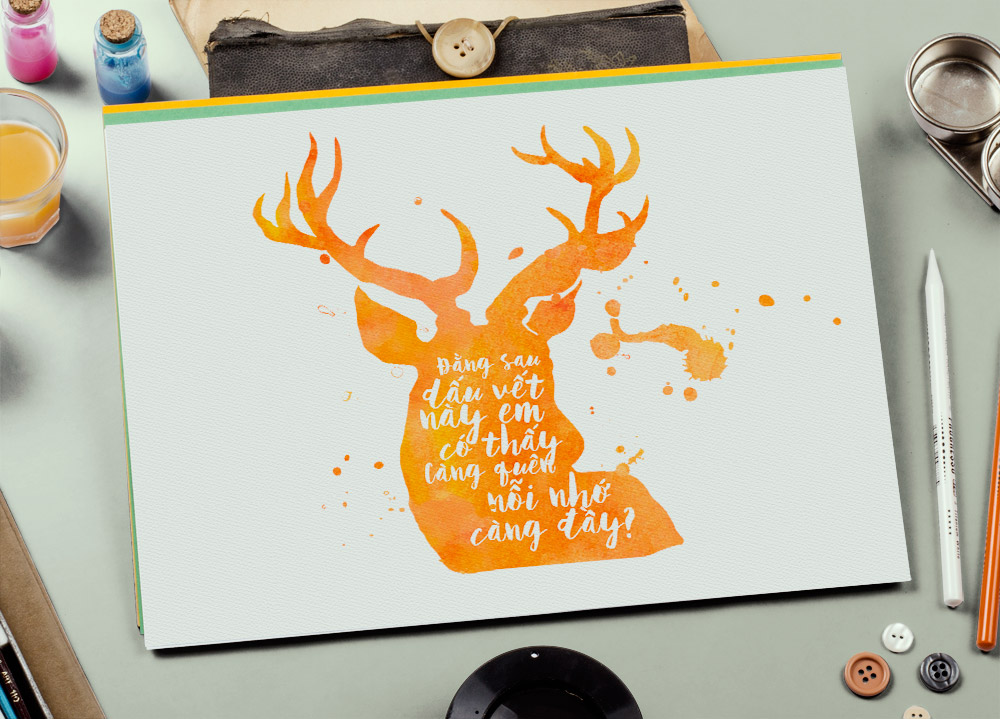 Đằng sau
dấu vết
này em
có thấy
càng quên
nỗi nhớ
càng đầy?